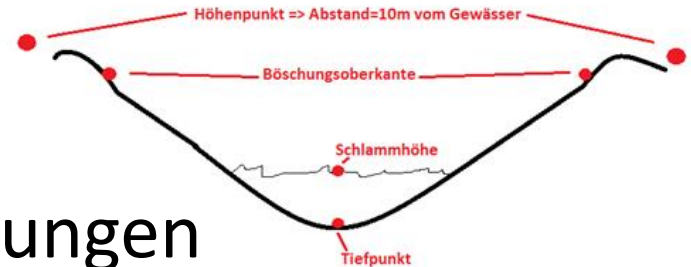 Höhenpunkt => Abstand=10m vom Gewässer
Böschungsoberkante
Schlammhöhe
ungen
Tiefpunkt